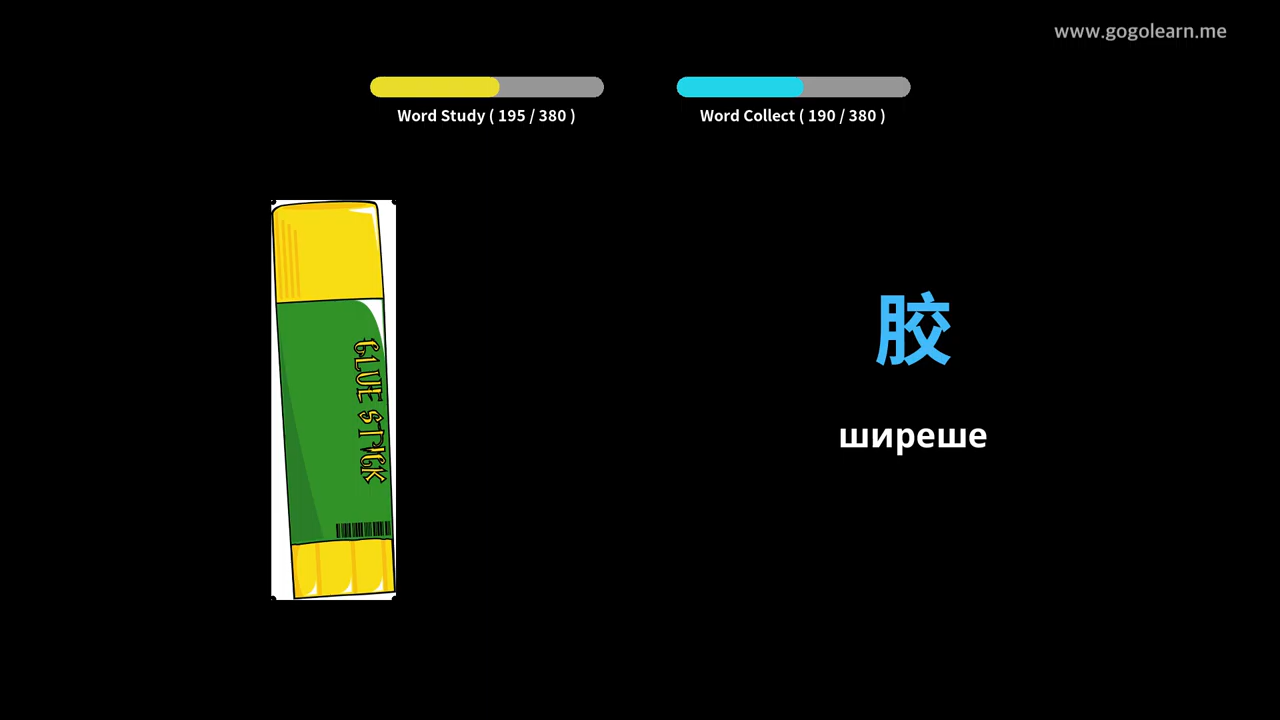 www.gogolearn.me
Word Study ( 195 / 380 )
Word Collect ( 190 / 380 )
GLUE STICK
胶
ширеше